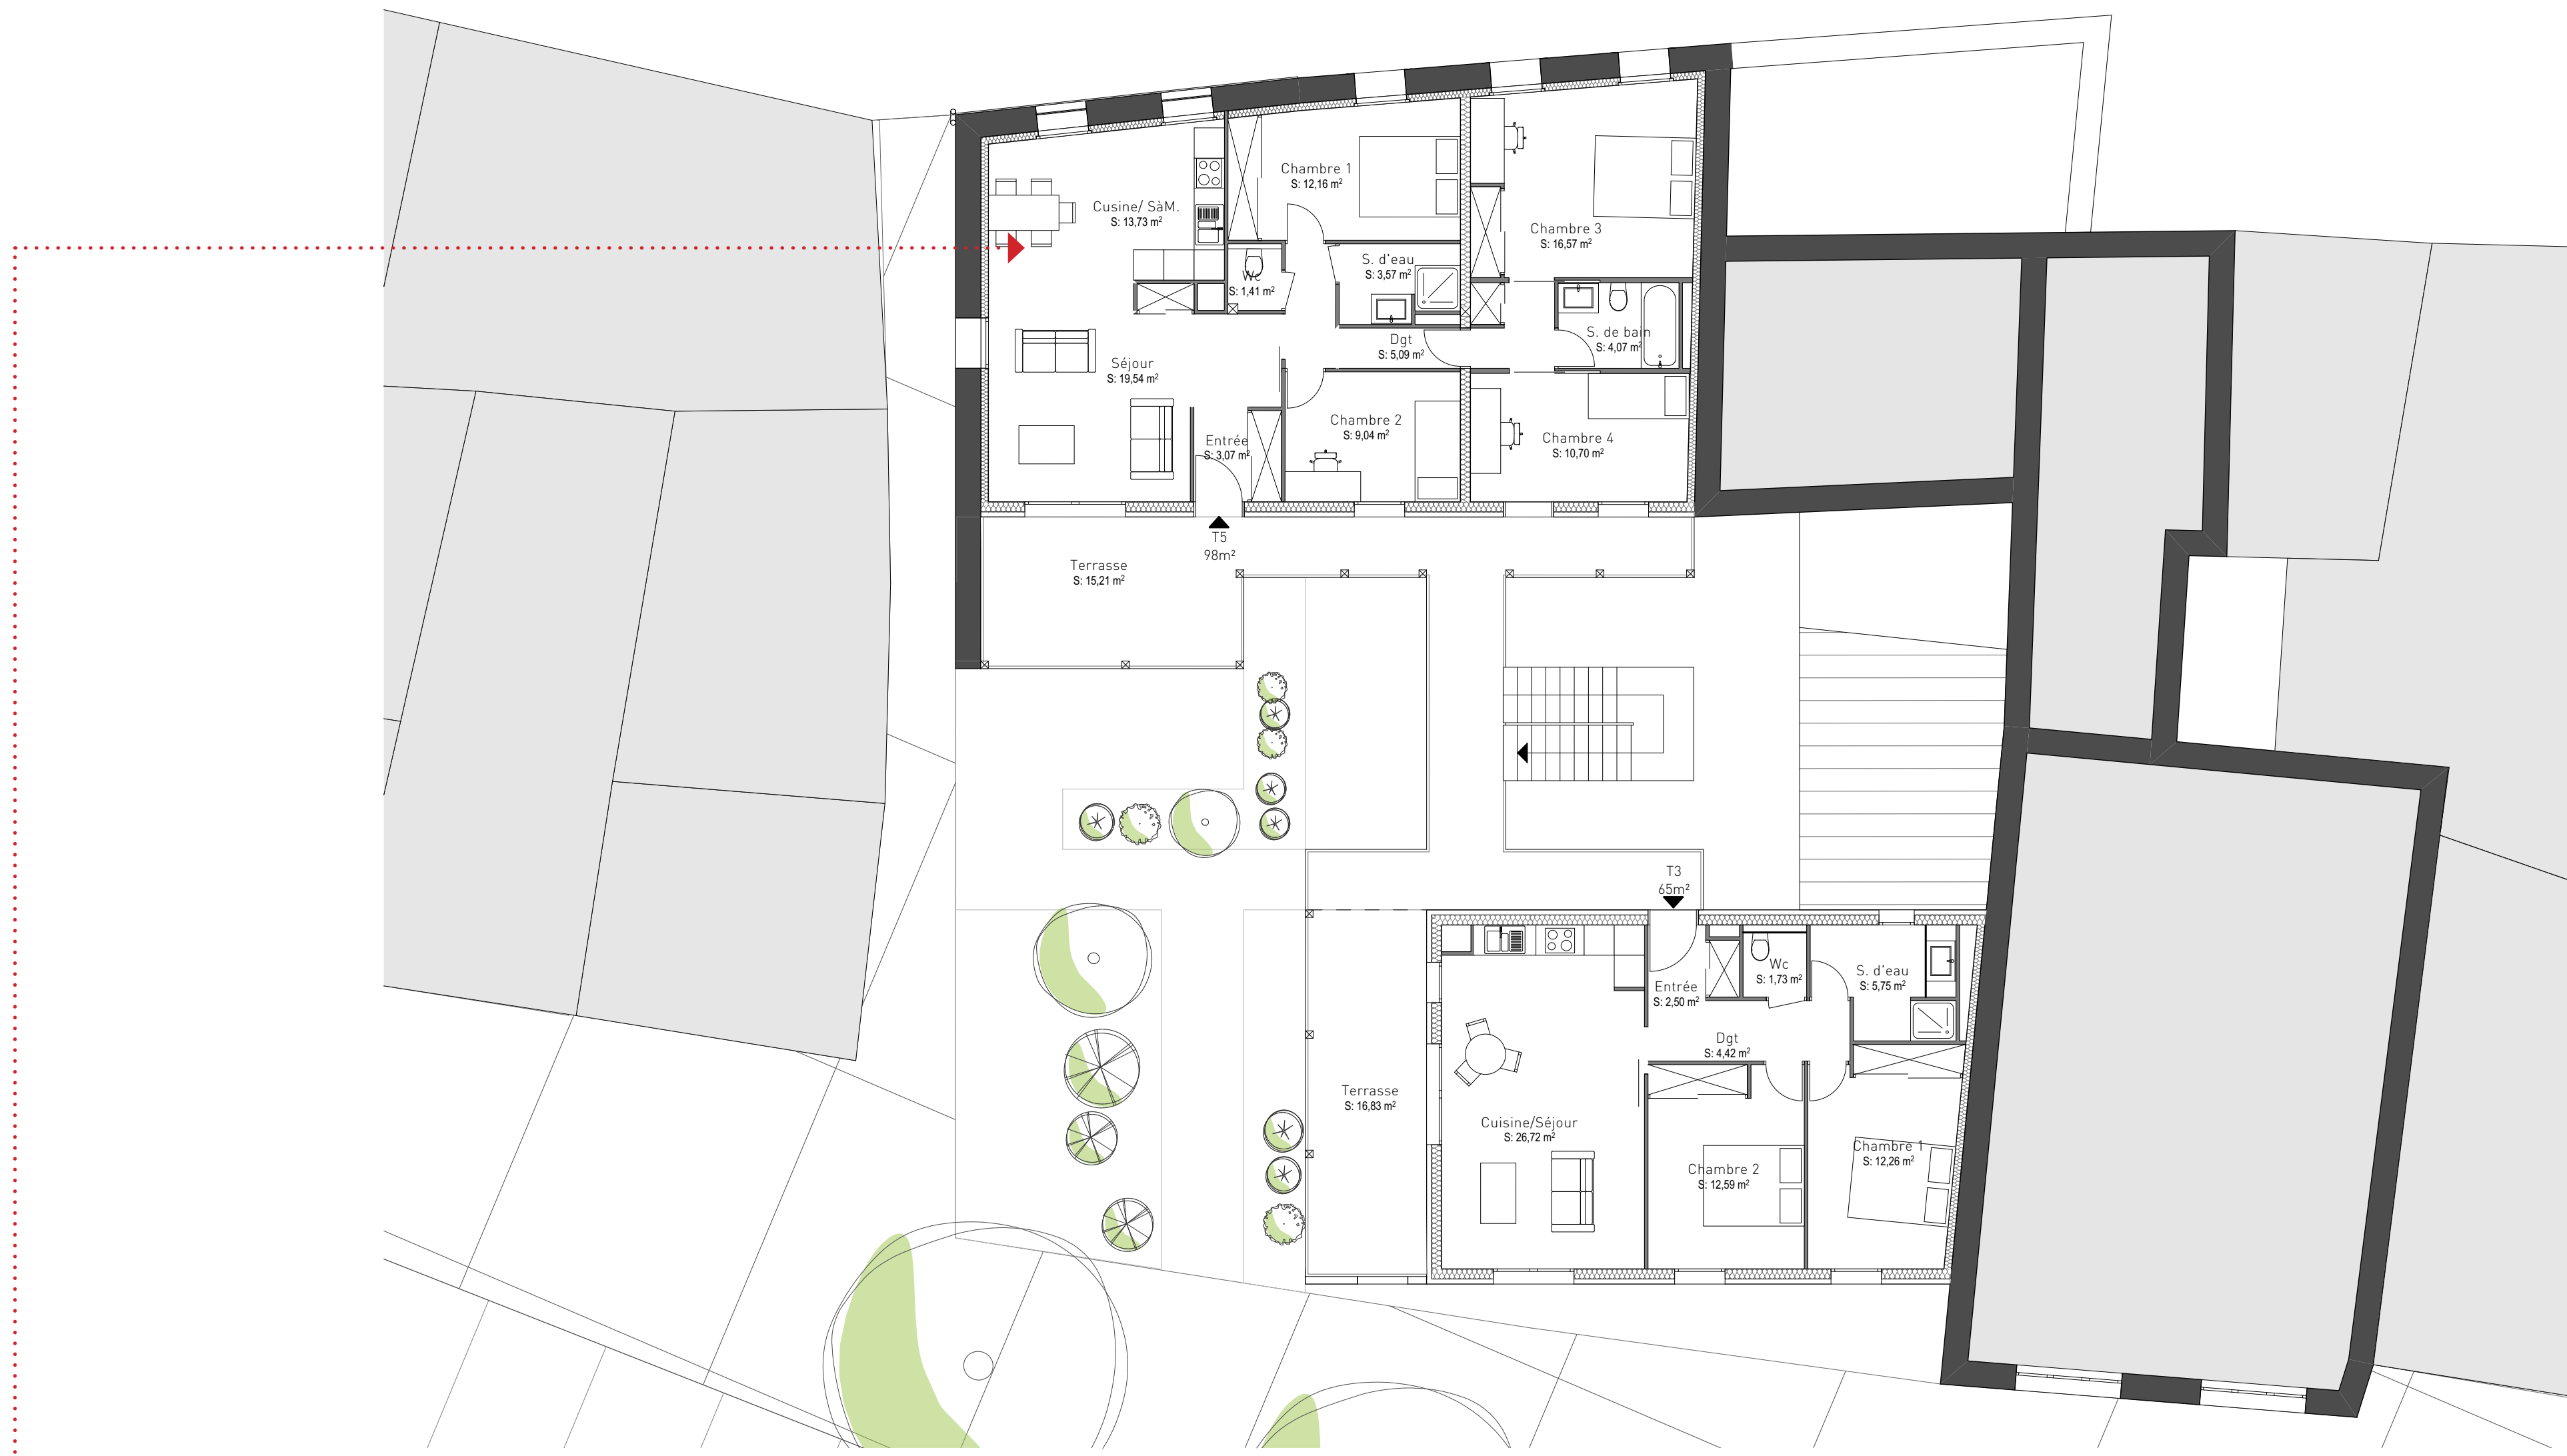 Chambre 1
S: 12,16 m²
Cusine/ SàM.
S: 13,73 m²
Chambre 3
S: 16,57 m²
S. d'eau
S: 3,57 m²
Wc
S: 1,41 m²
S. de bain
S: 4,07 m²
Dgt
S: 5,09 m²
Séjour
S: 19,54 m²
Chambre 2
S: 9,04 m²
Entrée
S: 3,07 m²
Chambre 4
S: 10,70 m²
T5
98m²
Terrasse
S: 15,21 m²
T3
65m²
Wc
S: 1,73 m²
S. d'eau
S: 5,75 m²
Entrée
S: 2,50 m²
Dgt
S: 4,42 m²
Terrasse
S: 16,83 m²
Cuisine/Séjour
S: 26,72 m²
Chambre 1
S: 12,26 m²
Chambre 2
S: 12,59 m²